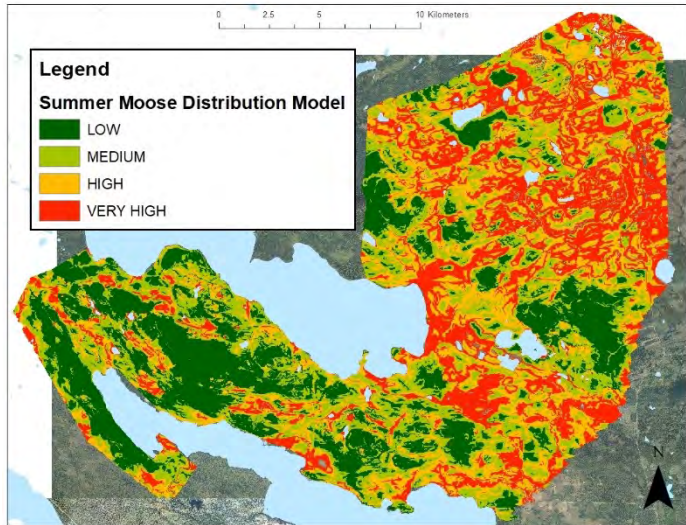 0 2.5 5 10 Kilometers
Legend
Summer Moose Distribution Model
LOW
MEDIUM
HIGH
VERY HIGH
N